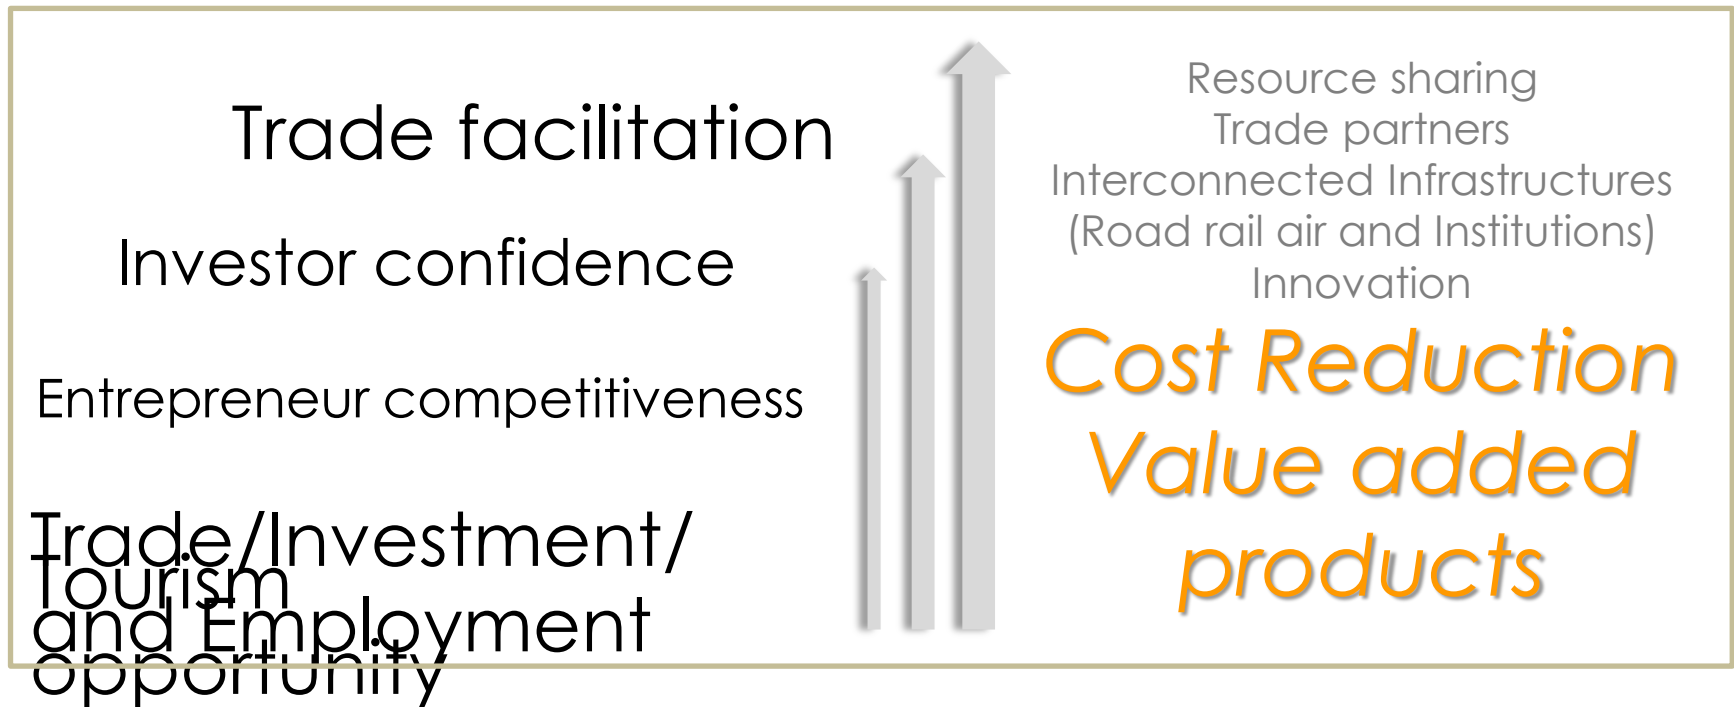 Trade facilitation
Investor confidence
Entrepreneur competitiveness
Trade/Investment/
Tourism
and Employment
opportunity
Resource sharing
Trade partners
Interconnected Infrastructures
(Road rail air and Institutions)
Innovation
Cost Reduction
Value added
products